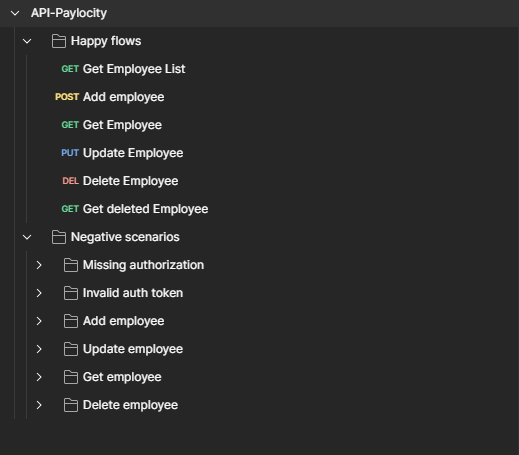 API-Paylocity
Happy flows
GET Get Employee List
POST Add employee
GET Get Employee
PUT Update Employee
DEL Delete Employee
GET Get deleted Employee
Negative scenarios
Missing authorization
Invalid auth token
Add employee
Update employee
Get employee
Delete employee